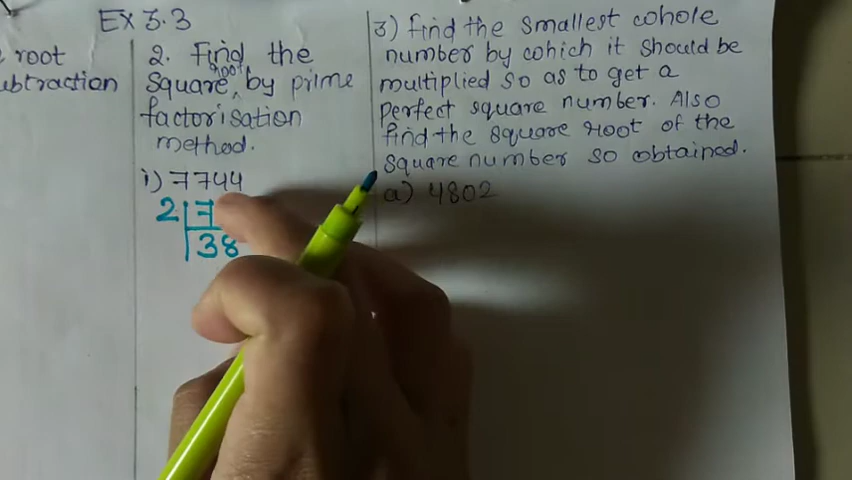 EX 3.3
root
ubtraction
2. Find the
square root by prime
factorisation
method.
i) 7744
2 7
38
3) find the smallest whole
number by which it should be
multiplied so as to get a
perfect square number. Also
find the square root of the
square number so obtained.
a) 4802